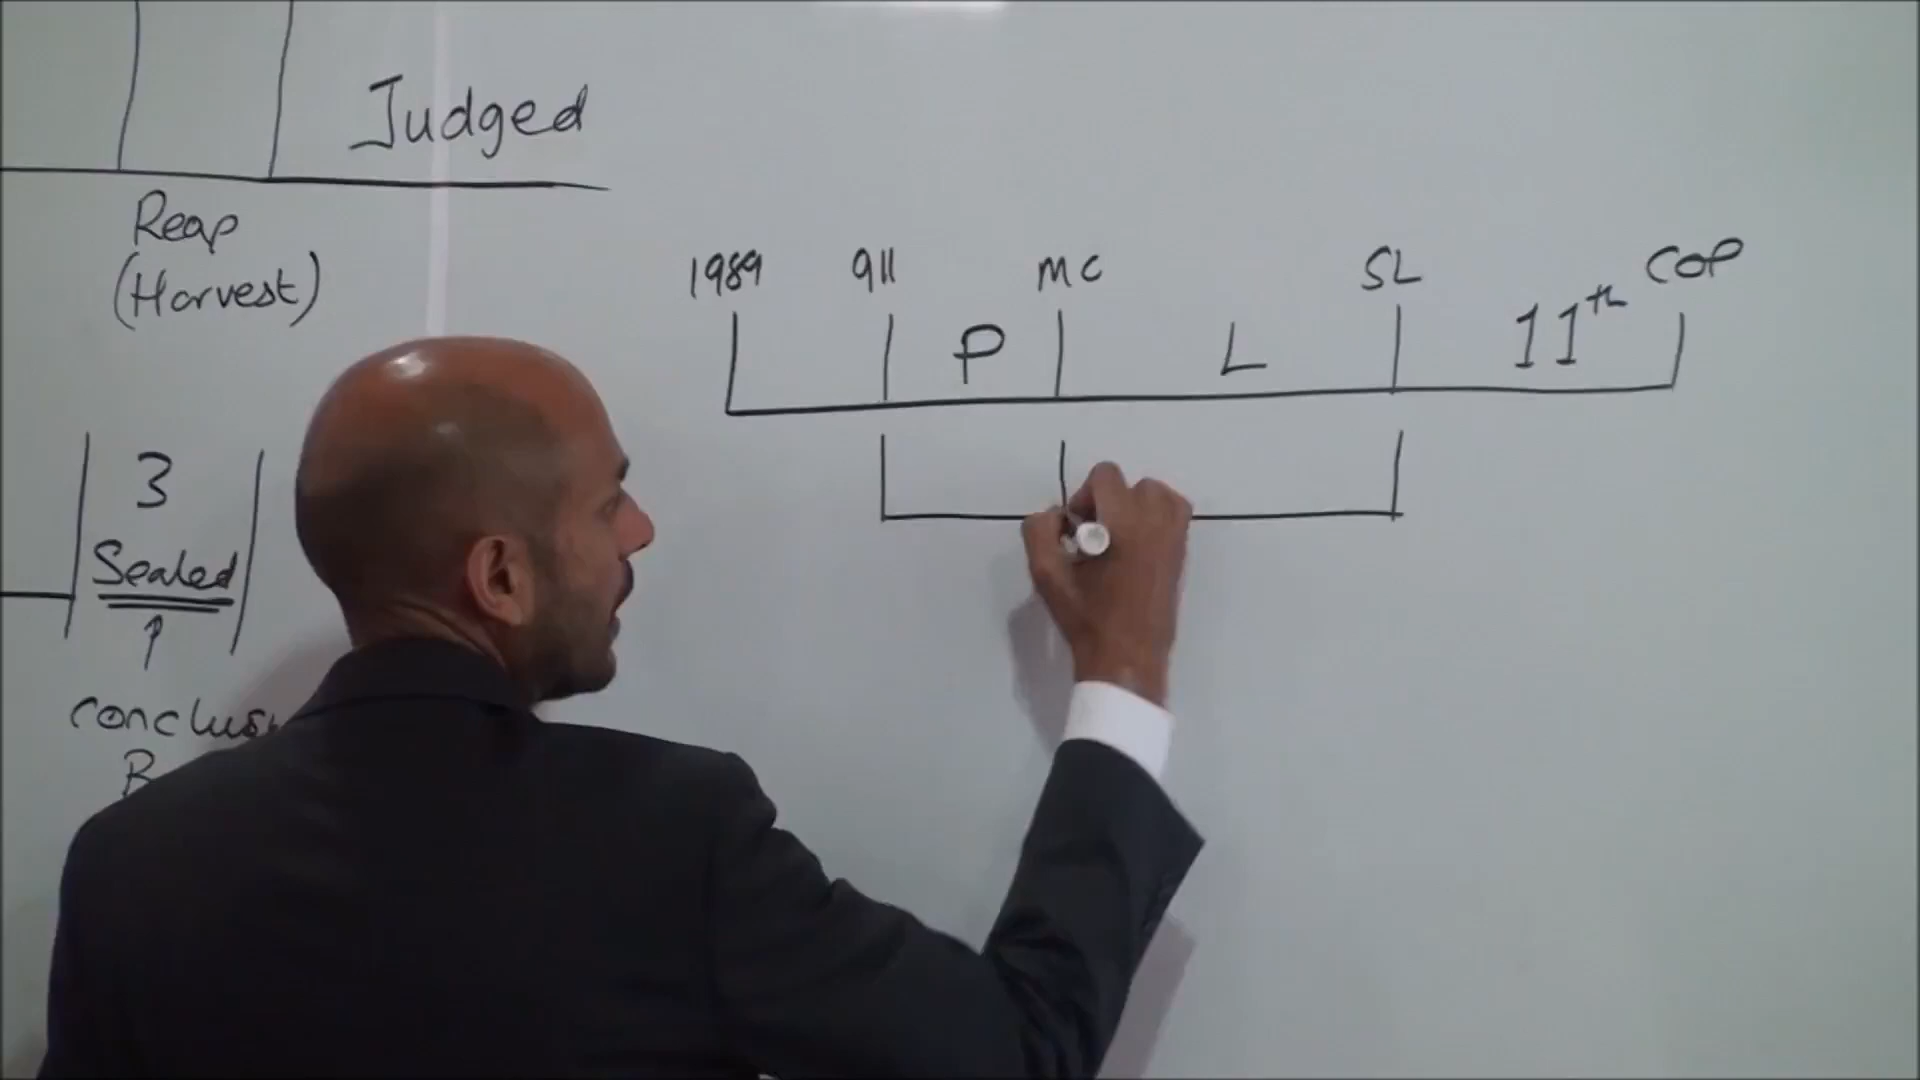 Judged
Reap
(Harvest)
1989 911 MC SL COP
P L 11th
3
Sealed